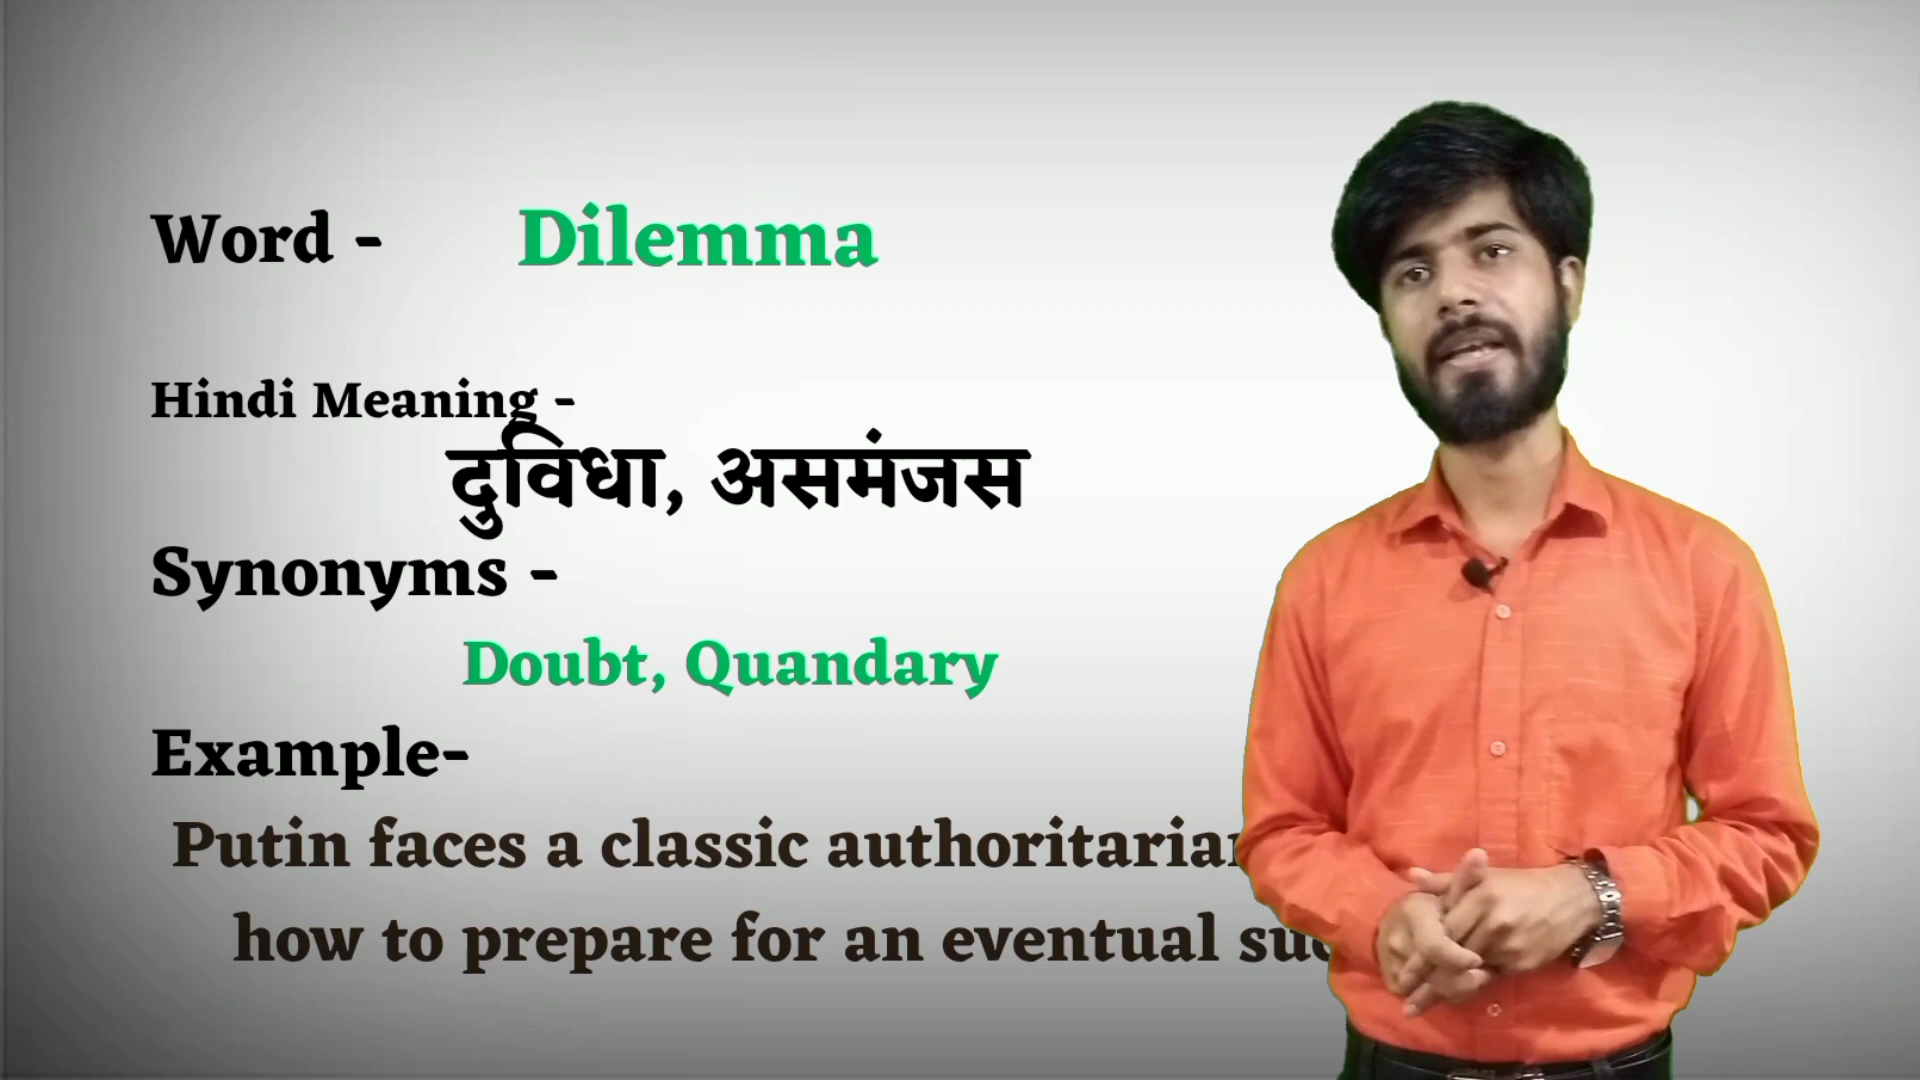 Word - Dilemma
Hindi Meaning -
दुविधा, असमंजस
Synonyms -
Doubt, Quandary
Example-
Putin faces a classic authoritarian
how to prepare for an eventual